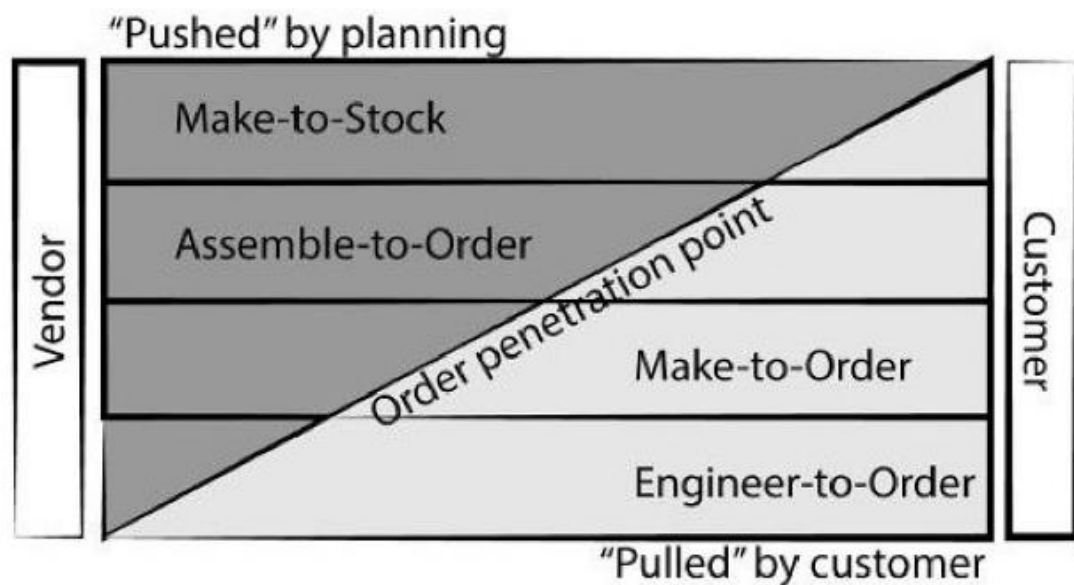 “Pushed” by planning
Vendor
Make-to-Stock
Assemble-to-Order
Order penetration point
Make-to-Order
Engineer-to-Order
Customer
“Pulled” by customer